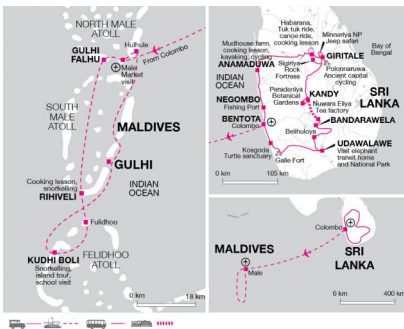 NORTH MALE
ATOLL
Hulhule
GULHI
FALHU
From Colombo
Male
Market
visit
SOUTH
MALE
ATOLL
MALDIVES
GULHI
INDIAN
OCEAN
Cooking lesson,
snorkelling
RIHIVELI
Fulidhoo
KUDHI BOLI
Snorkelling,
island tour,
school visit
FELIDHOO
ATOLL
0 km
18 km
Habarana,
Tuk tuk ride,
canoe ride,
cooking lesson
Minneriya NP
Jeep safari
Mudhouse farm,
cooking lesson,
kayaking, cycling
ANAMADUWA
Bay of
Bengal
GIRITALE
Sigiriya
Rock
Fortress
Polonnaruwa
Ancient capital
cycling
INDIAN
OCEAN
Peradeniya
Botanical
Gardens
KANDY
SRI
LANKA
NEGOMBO
Fishing Port
Nuwara Eliya
Tea factory
BENTOTA
Colombo
BANDARAWELA
Belihuloya
UDAWALAWE
Visit elephant
transit home
and National Park
Kosgoda
Turtle sanctuary
Galle Fort
0 km
105 km
Colombo
MALDIVES
Male
SRI
LANKA
0 km
400 km